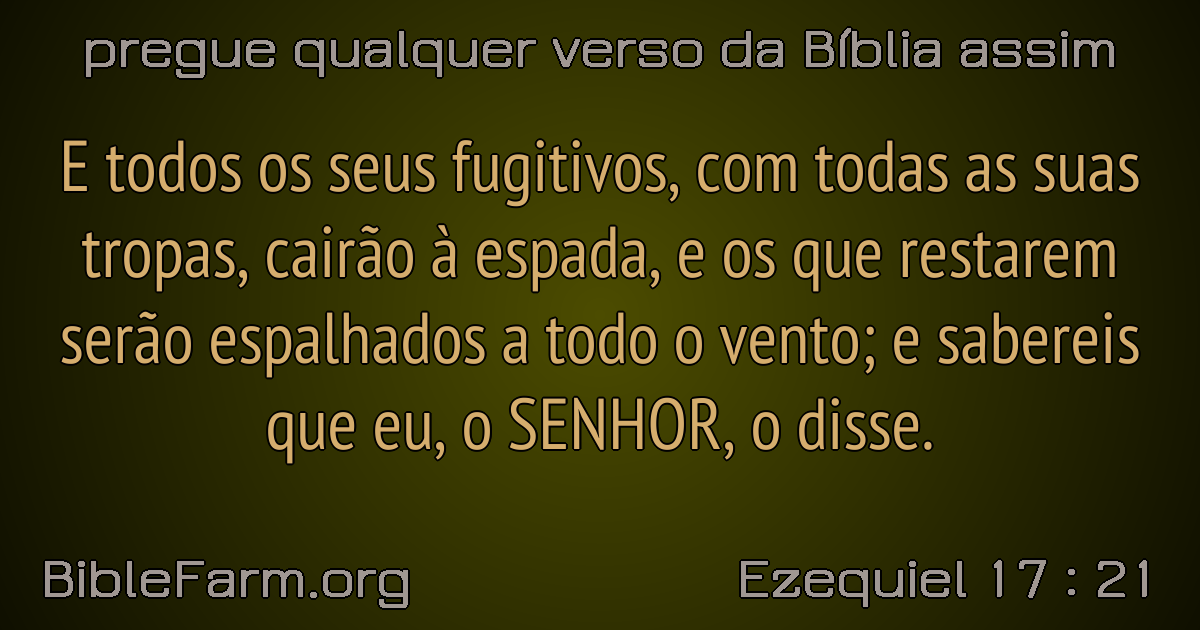 pregue qualquer verso da Bíblia assim
E todos os seus fugitivos, com todas as suas
tropas, cairão à espada, e os que restarem
serão espalhados a todo o vento; e sabereis
que eu, o SENHOR, o disse.
BibleFarm.org
Ezequiel 17 : 21